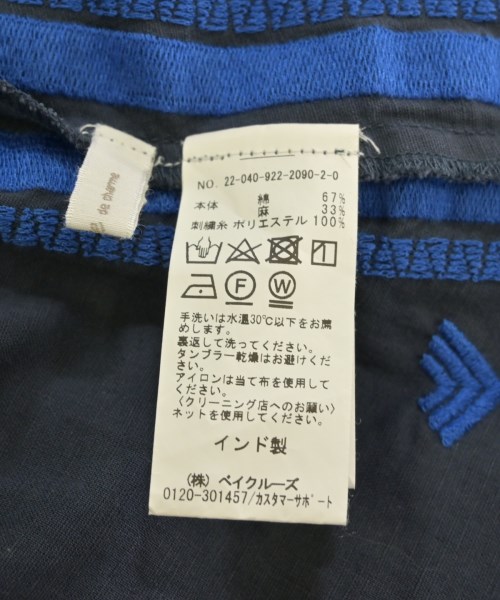 de charme
NO. 22-040-922-2090-2-0
本体 綿 67%
麻 33%
刺繍糸 ポリエステル 100%
F W
手洗いは水温30℃以下をお薦
めします。
裏返して洗ってください。
タンブラー乾燥はお避けくだ
さい。
アイロンは当て布を使用して
ください。
〈クリーニング店へのお願い〉
ネットを使用してください。
インド製
(株) ベイクルーズ
0120-301457/カスタマーサポート